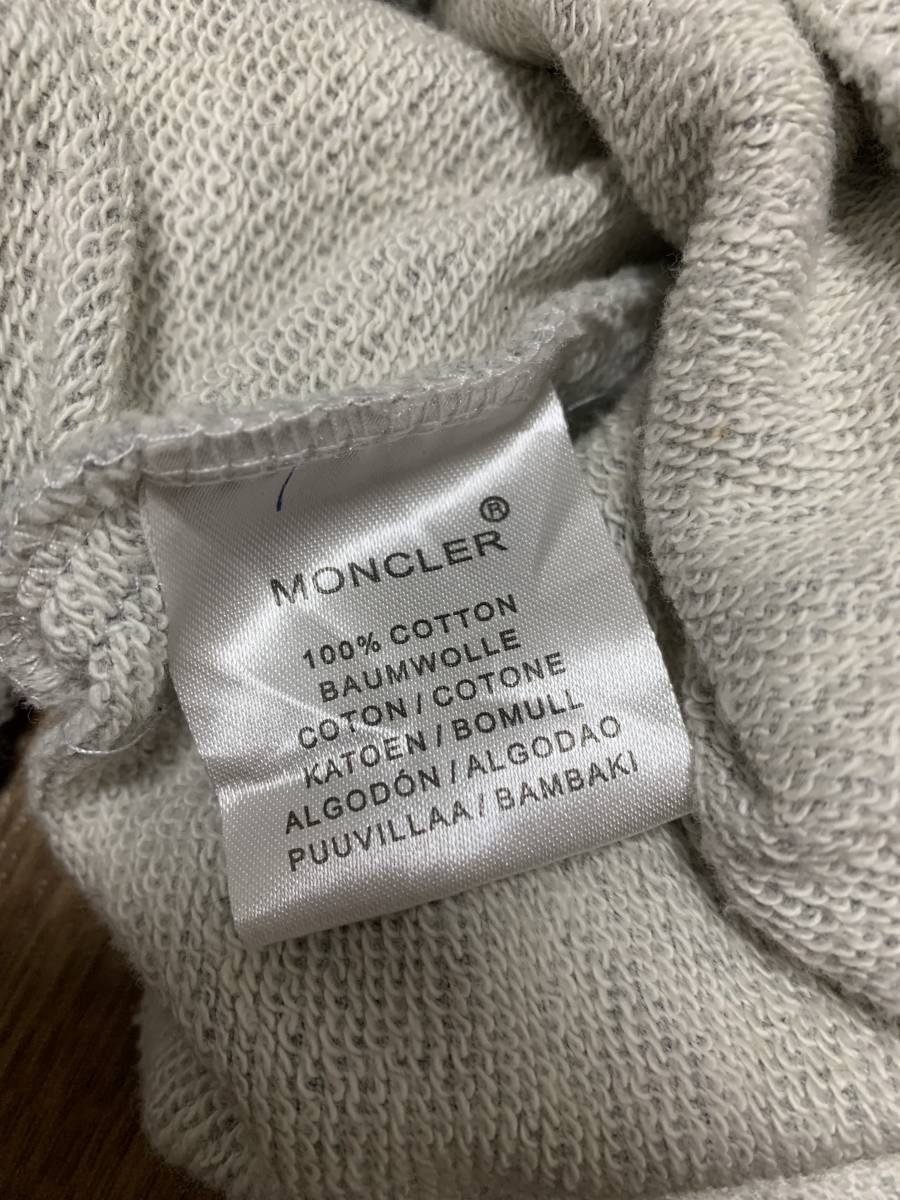 MONCLER®
100% COTTON
BAUMWOLLE
COTON / COTONE
KATOEN / BOMULL
ALGODÓN / ALGODAO
PUUVILLAA / BAMBAKI